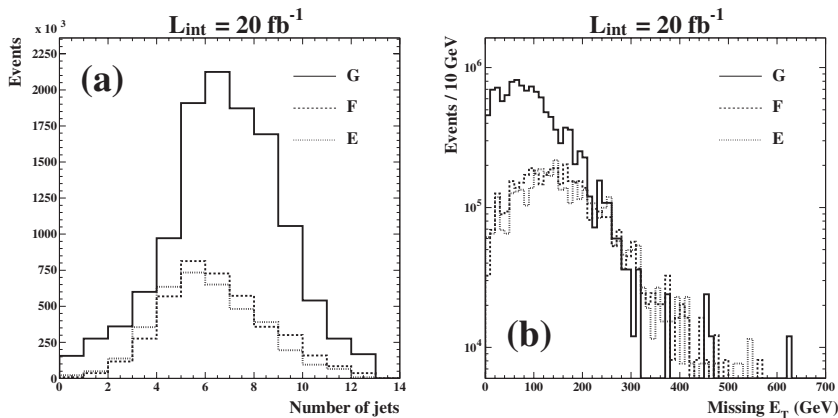 L_int = 20 fb^-1
Events
× 10^3
2250
2000
1750
1500
1250
1000
750
500
250
0
(a)
G
F
E
0 2 4 6 8 10 12 14
Number of jets
L_int = 20 fb^-1
Events / 10 GeV
10^6
10^5
10^4
(b)
G
F
E
0 100 200 300 400 500 600 700
Missing E_T (GeV)